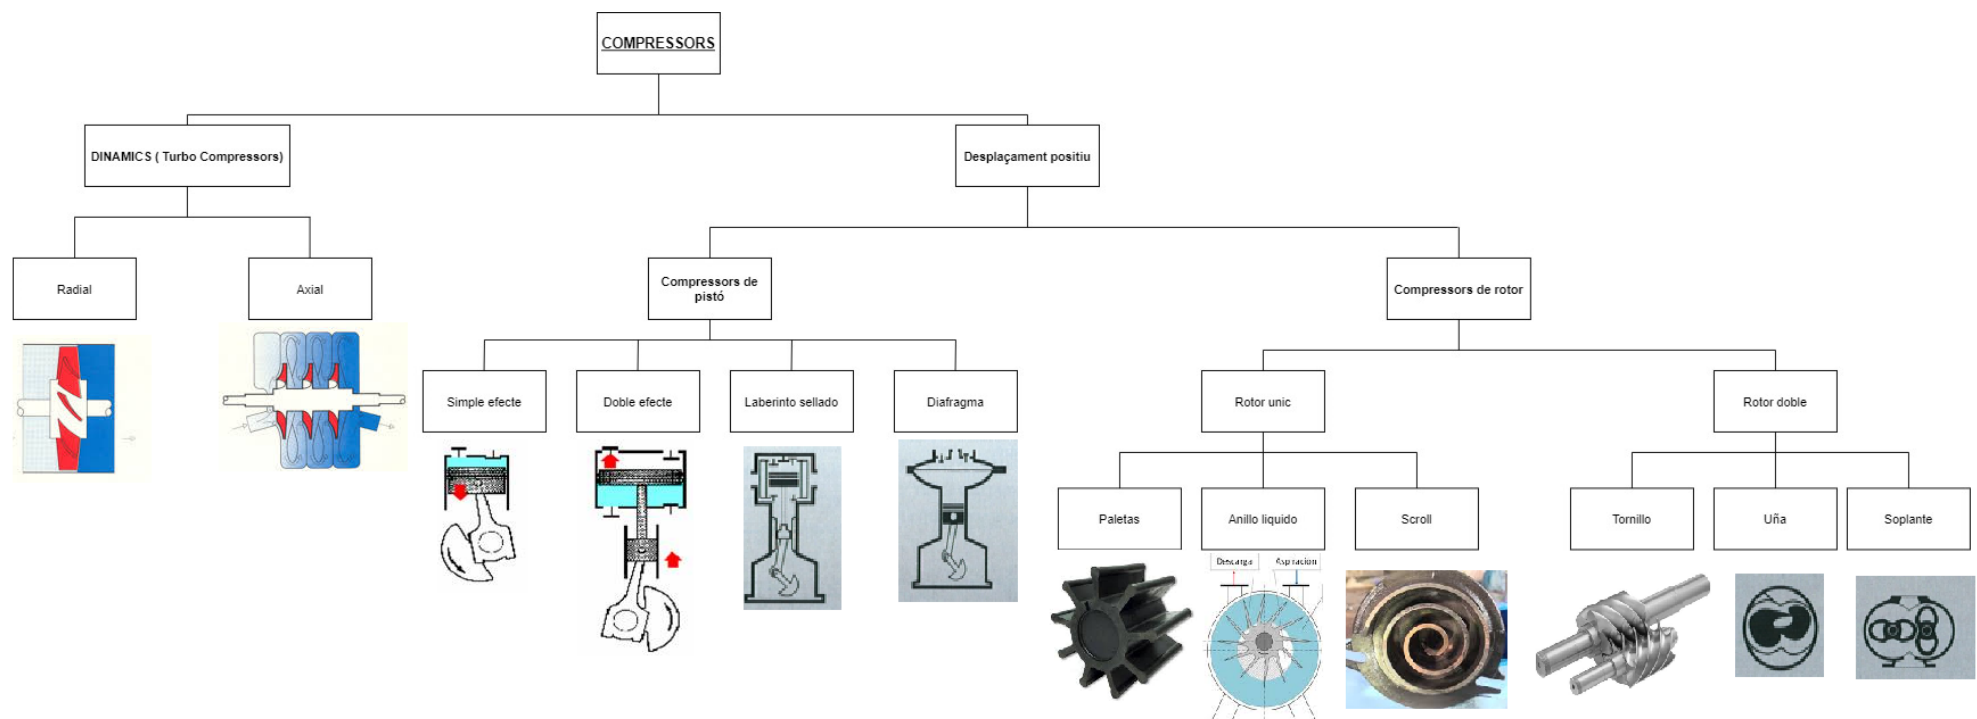 COMPRESSORS
DINAMICS ( Turbo Compressors)
Desplaçament positiu
Radial
Axial
Compressors de
pistó
Compressors de rotor
Simple efecte
Doble efecte
Laberinto sellado
Diafragma
Rotor unic
Rotor doble
Paletas
Anillo liquido
Scroll
Tornillo
Uña
Soplante
Descarga
Aspiracion